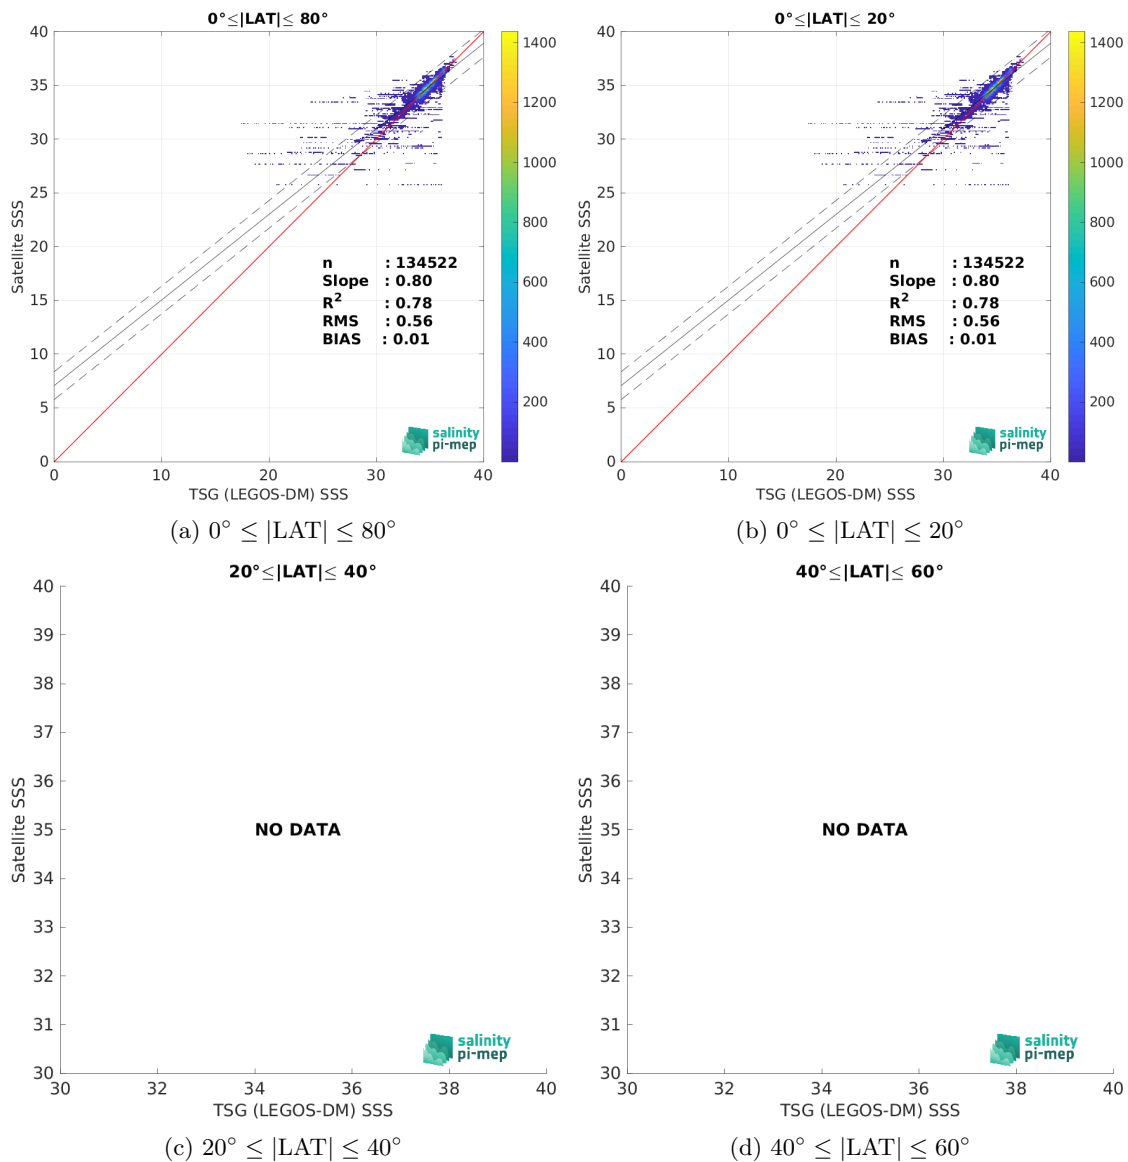 0°≤|LAT|≤ 80°
40
35
30
25
20
15
10
5
0
0
10
20
30
40
Satellite SSS
TSG (LEGOS-DM) SSS
n : 134522
Slope : 0.80
R² : 0.78
RMS : 0.56
BIAS : 0.01
salinity
pi-mep
1400
1200
1000
800
600
400
200
(a) 0° ≤ |LAT| ≤ 80°
0°≤|LAT|≤ 20°
40
35
30
25
20
15
10
5
0
0
10
20
30
40
Satellite SSS
TSG (LEGOS-DM) SSS
n : 134522
Slope : 0.80
R² : 0.78
RMS : 0.56
BIAS : 0.01
salinity
pi-mep
1400
1200
1000
800
600
400
200
(b) 0° ≤ |LAT| ≤ 20°
20°≤|LAT|≤ 40°
40
39
38
37
36
35
34
33
32
31
30
30
32
34
36
38
40
Satellite SSS
NO DATA
salinity
pi-mep
TSG (LEGOS-DM) SSS
(c) 20° ≤ |LAT| ≤ 40°
40°≤|LAT|≤ 60°
40
39
38
37
36
35
34
33
32
31
30
30
32
34
36
38
40
Satellite SSS
NO DATA
salinity
pi-mep
TSG (LEGOS-DM) SSS
(d) 40° ≤ |LAT| ≤ 60°